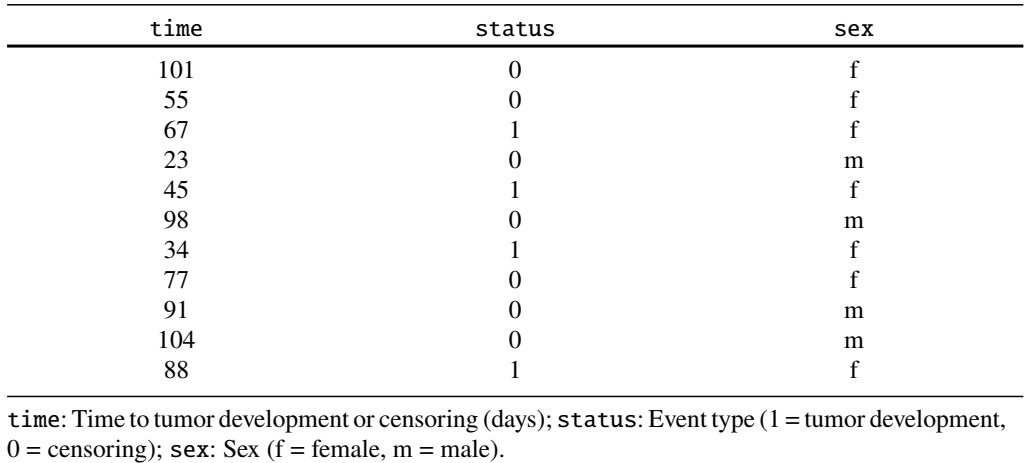 time status sex
101 0 f
55 0 f
67 1 f
23 0 m
45 1 f
98 0 m
34 1 f
77 0 f
91 0 m
104 0 m
88 1 f
time: Time to tumor development or censoring (days); status: Event type (1 = tumor development,
0 = censoring); sex: Sex (f = female, m = male).